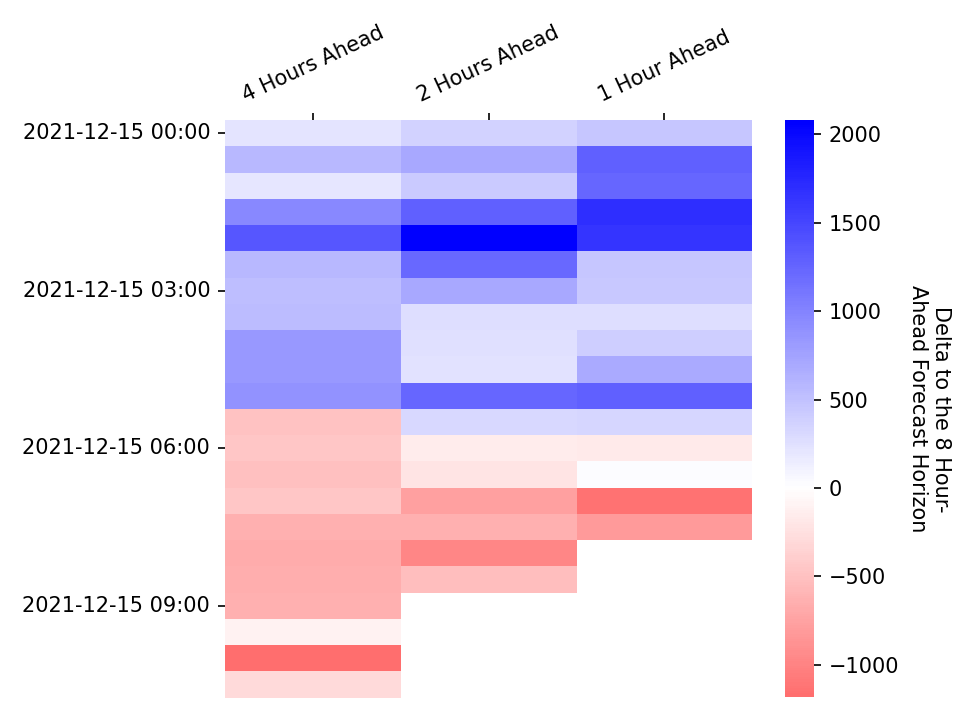 4 Hours Ahead
2 Hours Ahead
1 Hour Ahead
2021-12-15 00:00
2021-12-15 03:00
2021-12-15 06:00
2021-12-15 09:00
2000
1500
1000
500
0
−500
−1000
Delta to the 8 Hour-
Ahead Forecast Horizon